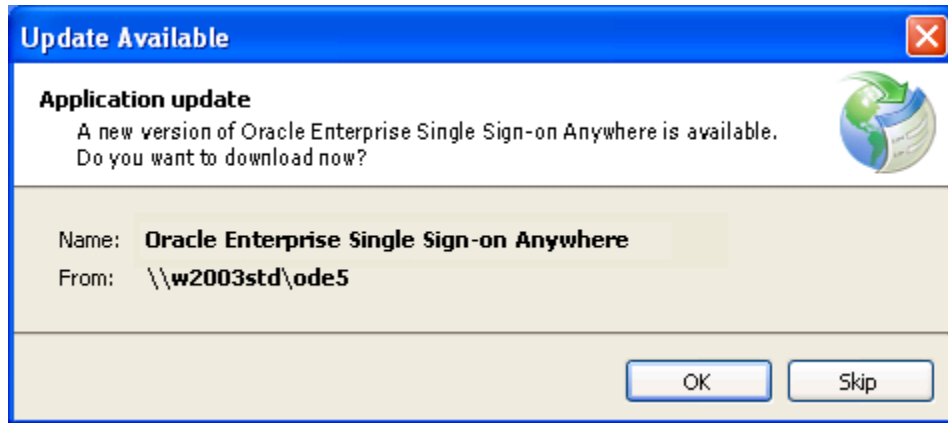 Update Available
Application update
A new version of Oracle Enterprise Single Sign-on Anywhere is available.
Do you want to download now?
Name: Oracle Enterprise Single Sign-on Anywhere
From: \\w2003std\ode5
OK Skip